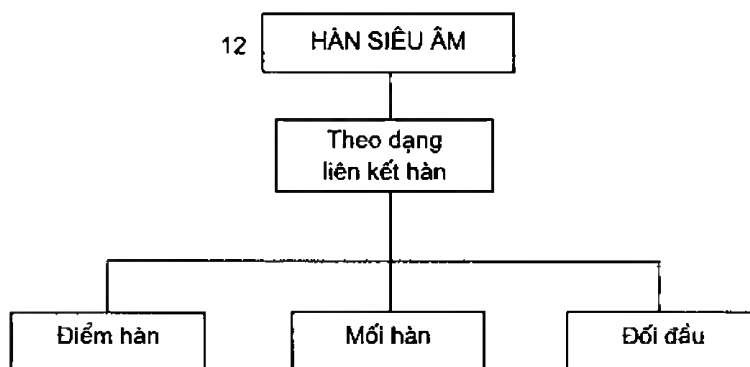 12 HÀN SIÊU ÂM
Theo dạng
liên kết hàn
Điểm hàn Mối hàn Đối đầu